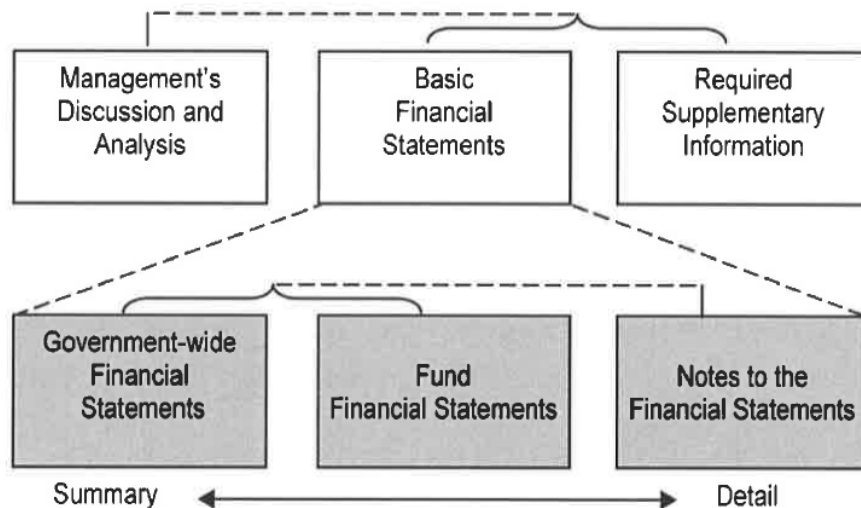 Management's
Discussion and
Analysis
Basic
Financial
Statements
Required
Supplementary
Information
Government-wide
Financial
Statements
Fund
Financial Statements
Notes to the
Financial Statements
Summary
Detail